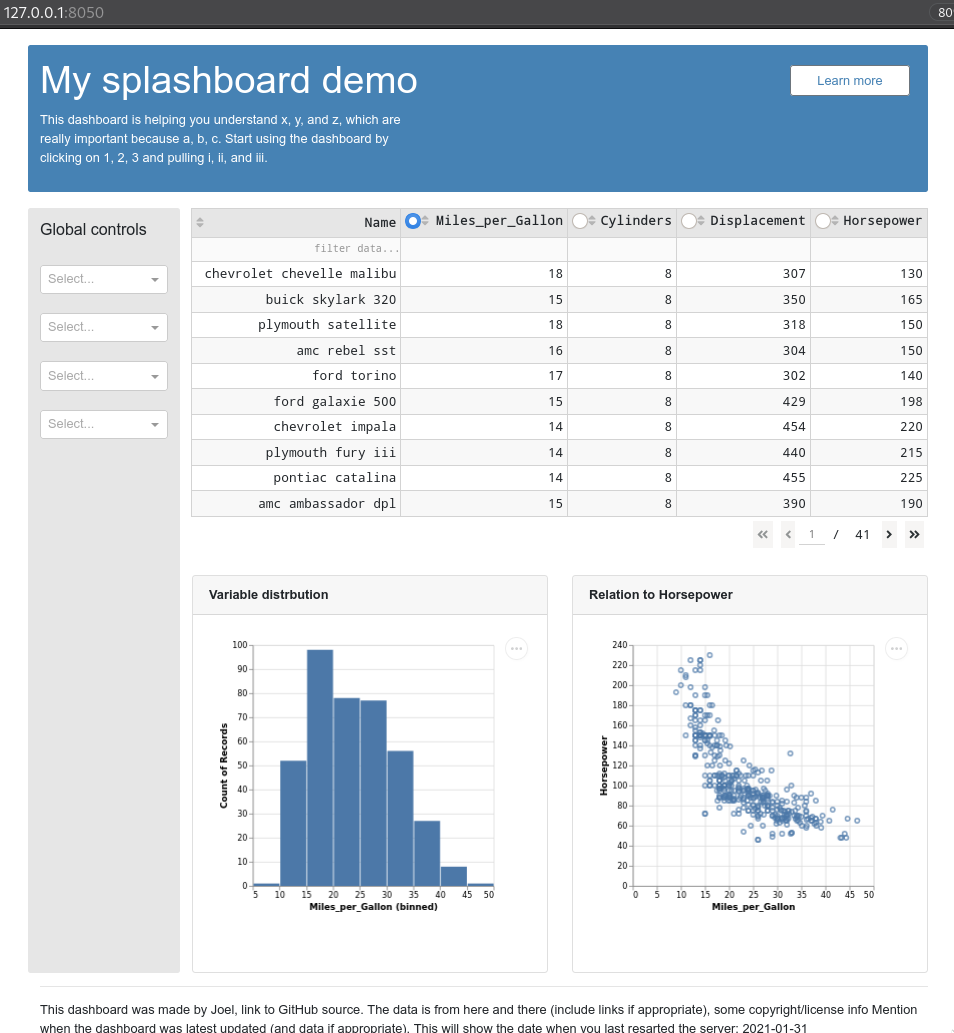 127.0.0.1:8050
80
My splashboard demo
Learn more
This dashboard is helping you understand x, y, and z, which are
really important because a, b, c. Start using the dashboard by
clicking on 1, 2, 3 and pulling i, ii, and iii.
Global controls
Select...
Select...
Select...
Select...
Name Miles_per_Gallon Cylinders Displacement Horsepower
filter data...
chevrolet chevelle malibu 18 8 307 130
buick skylark 320 15 8 350 165
plymouth satellite 18 8 318 150
amc rebel sst 16 8 304 150
ford torino 17 8 302 140
ford galaxie 500 15 8 429 198
chevrolet impala 14 8 454 220
plymouth fury iii 14 8 440 215
pontiac catalina 14 8 455 225
amc ambassador dpl 15 8 390 190
1 / 41
Variable distrbution
100
90
80
70
60
50
40
30
20
10
0
Count of Records
5 10 15 20 25 30 35 40 45 50
Miles_per_Gallon (binned)
Relation to Horsepower
240
220
200
180
160
140
120
100
80
60
40
20
0
Horsepower
0 5 10 15 20 25 30 35 40 45 50
Miles_per_Gallon
This dashboard was made by Joel, link to GitHub source. The data is from here and there (include links if appropriate), some copyright/license info Mention
when the dashboard was latest updated (and data if appropriate). This will show the date when you last resarted the server: 2021-01-31